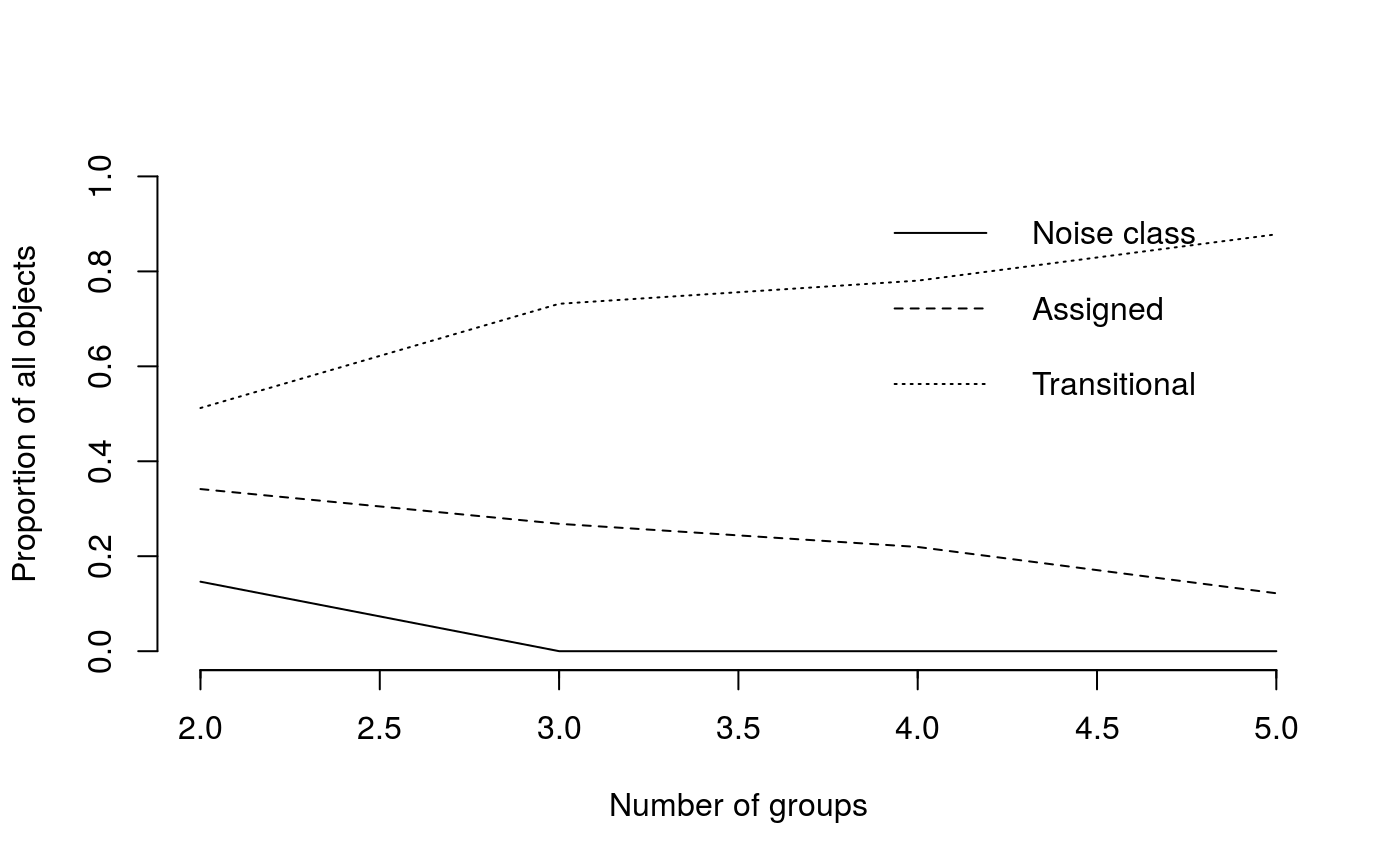 1.0
0.8
0.6
0.4
0.2
0.0
Proportion of all objects
Noise class
Assigned
Transitional
2.0 2.5 3.0 3.5 4.0 4.5 5.0
Number of groups